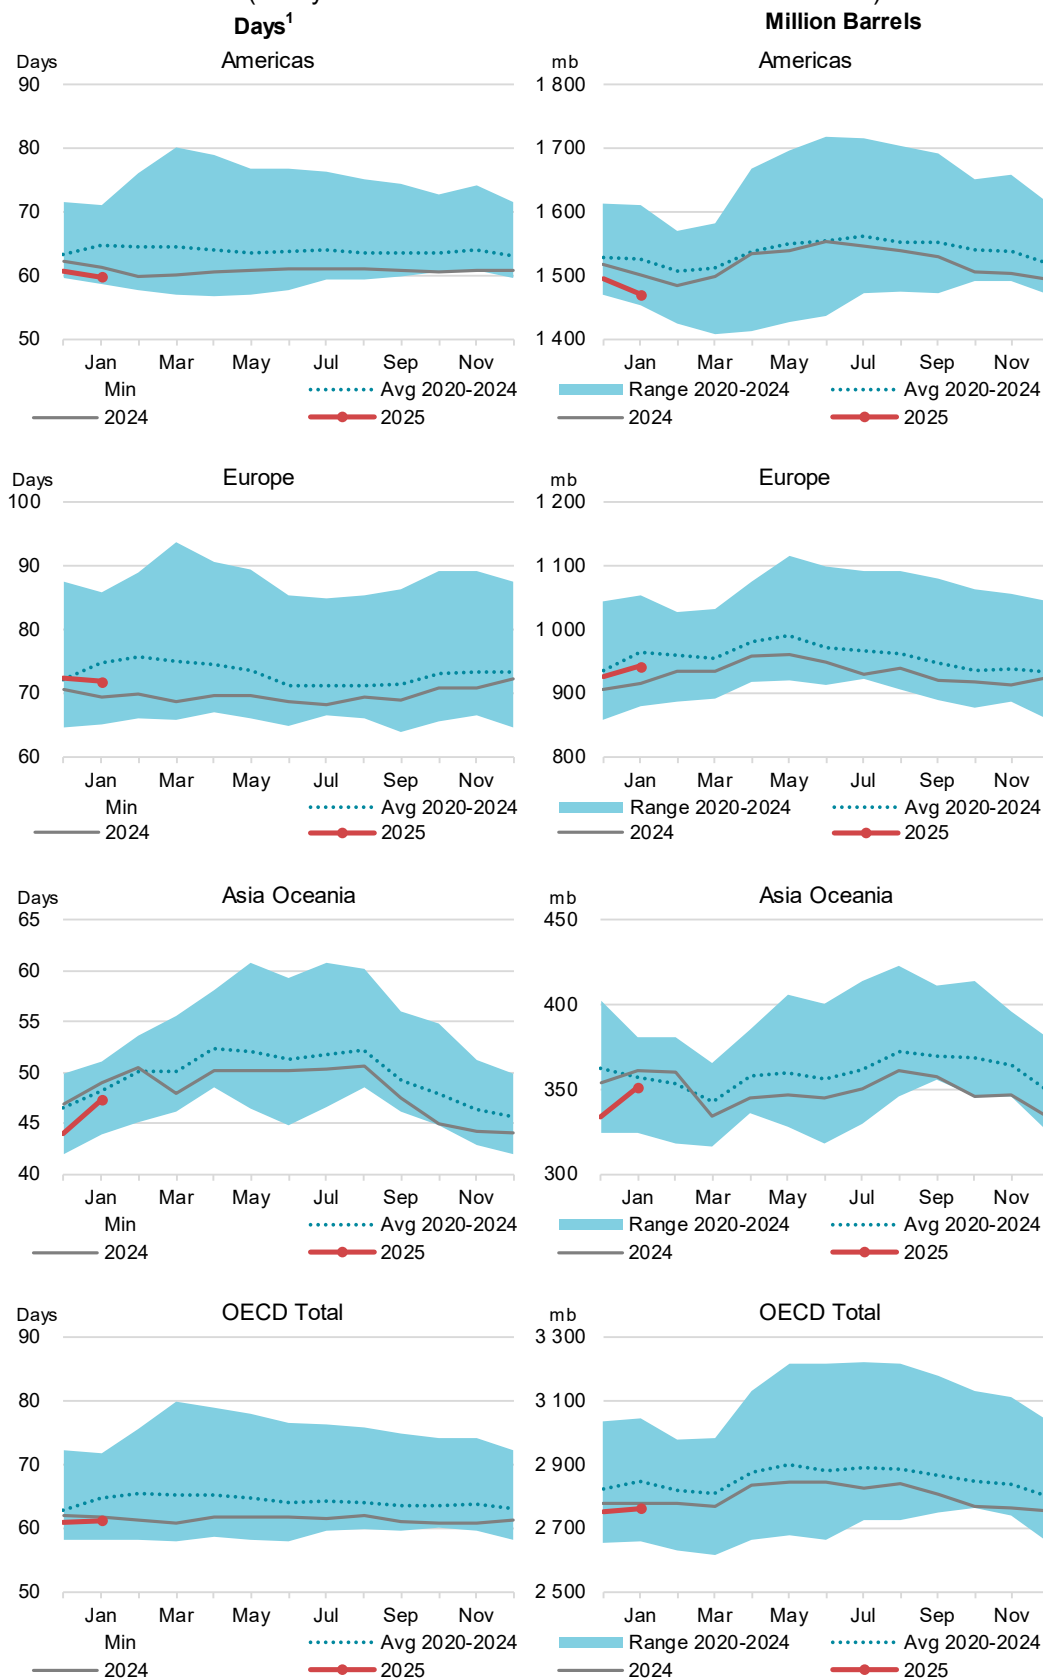 Days1
Million Barrels
Days
Americas
90
80
70
60
50
Jan Mar May Jul Sep Nov
Min
Avg 2020-2024
2024
2025
mb
Americas
1 800
1 700
1 600
1 500
1 400
Jan Mar May Jul Sep Nov
Range 2020-2024
Avg 2020-2024
2024
2025
Days
Europe
100
90
80
70
60
Jan Mar May Jul Sep Nov
Min
Avg 2020-2024
2024
2025
mb
Europe
1 200
1 100
1 000
900
800
Jan Mar May Jul Sep Nov
Range 2020-2024
Avg 2020-2024
2024
2025
Days
Asia Oceania
65
60
55
50
45
40
Jan Mar May Jul Sep Nov
Min
Avg 2020-2024
2024
2025
mb
Asia Oceania
450
400
350
300
Jan Mar May Jul Sep Nov
Range 2020-2024
Avg 2020-2024
2024
2025
Days
OECD Total
90
80
70
60
50
Jan Mar May Jul Sep Nov
Min
Avg 2020-2024
2024
2025
mb
OECD Total
3 300
3 100
2 900
2 700
2 500
Jan Mar May Jul Sep Nov
Range 2020-2024
Avg 2020-2024
2024
2025